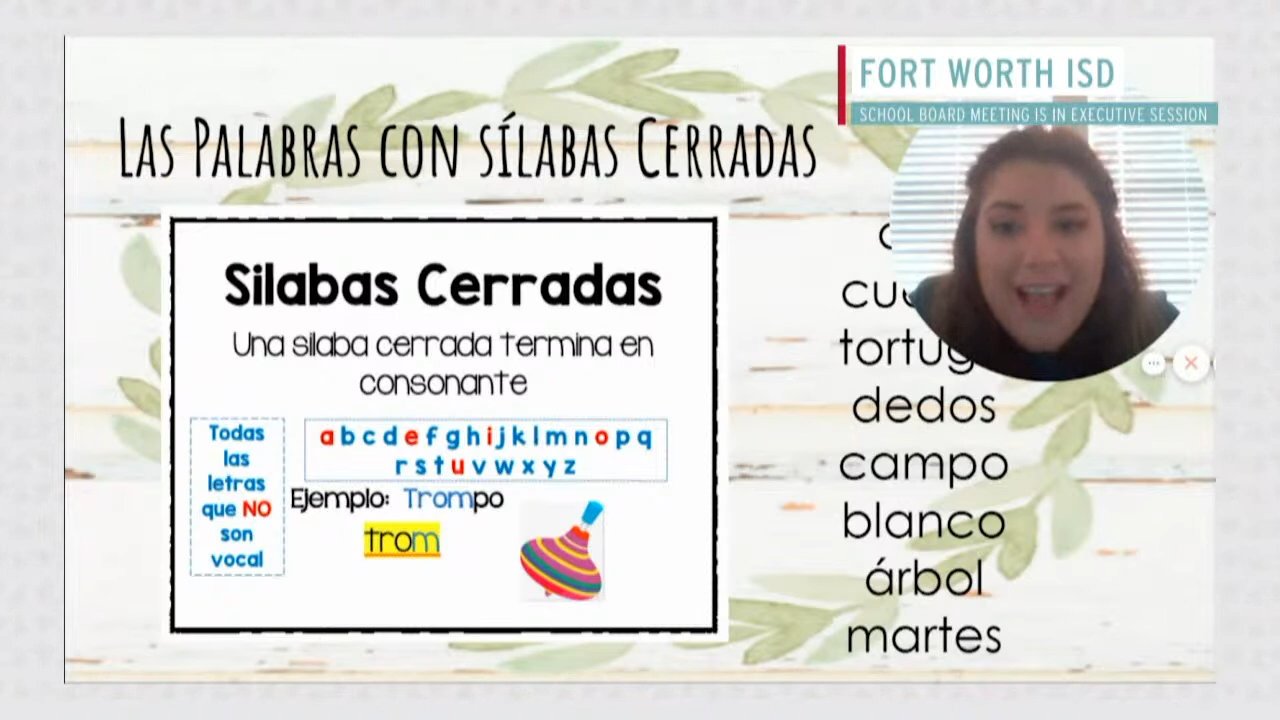 FORT WORTH ISD
SCHOOL BOARD MEETING IS IN EXECUTIVE SESSION
Las Palabras con sílabas Cerradas
Silabas Cerradas
Una silaba cerrada termina en
consonante
Todas
las
letras
que NO
son
vocal
a b c d e f g h i j k l m n o p q
r s t u v w x y z
Ejemplo: Trompo
trom
dedos
campo
blanco
árbol
martes